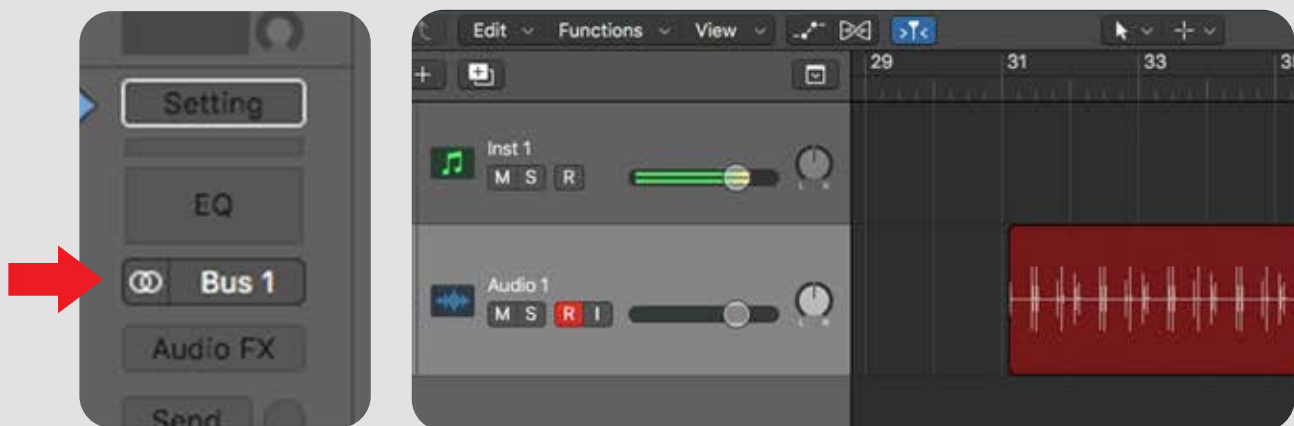 Setting
EQ
Bus 1
Audio FX
Send
Edit Functions View
29 31 33
Inst 1
M S R
L R
Audio 1
M S R I
L R